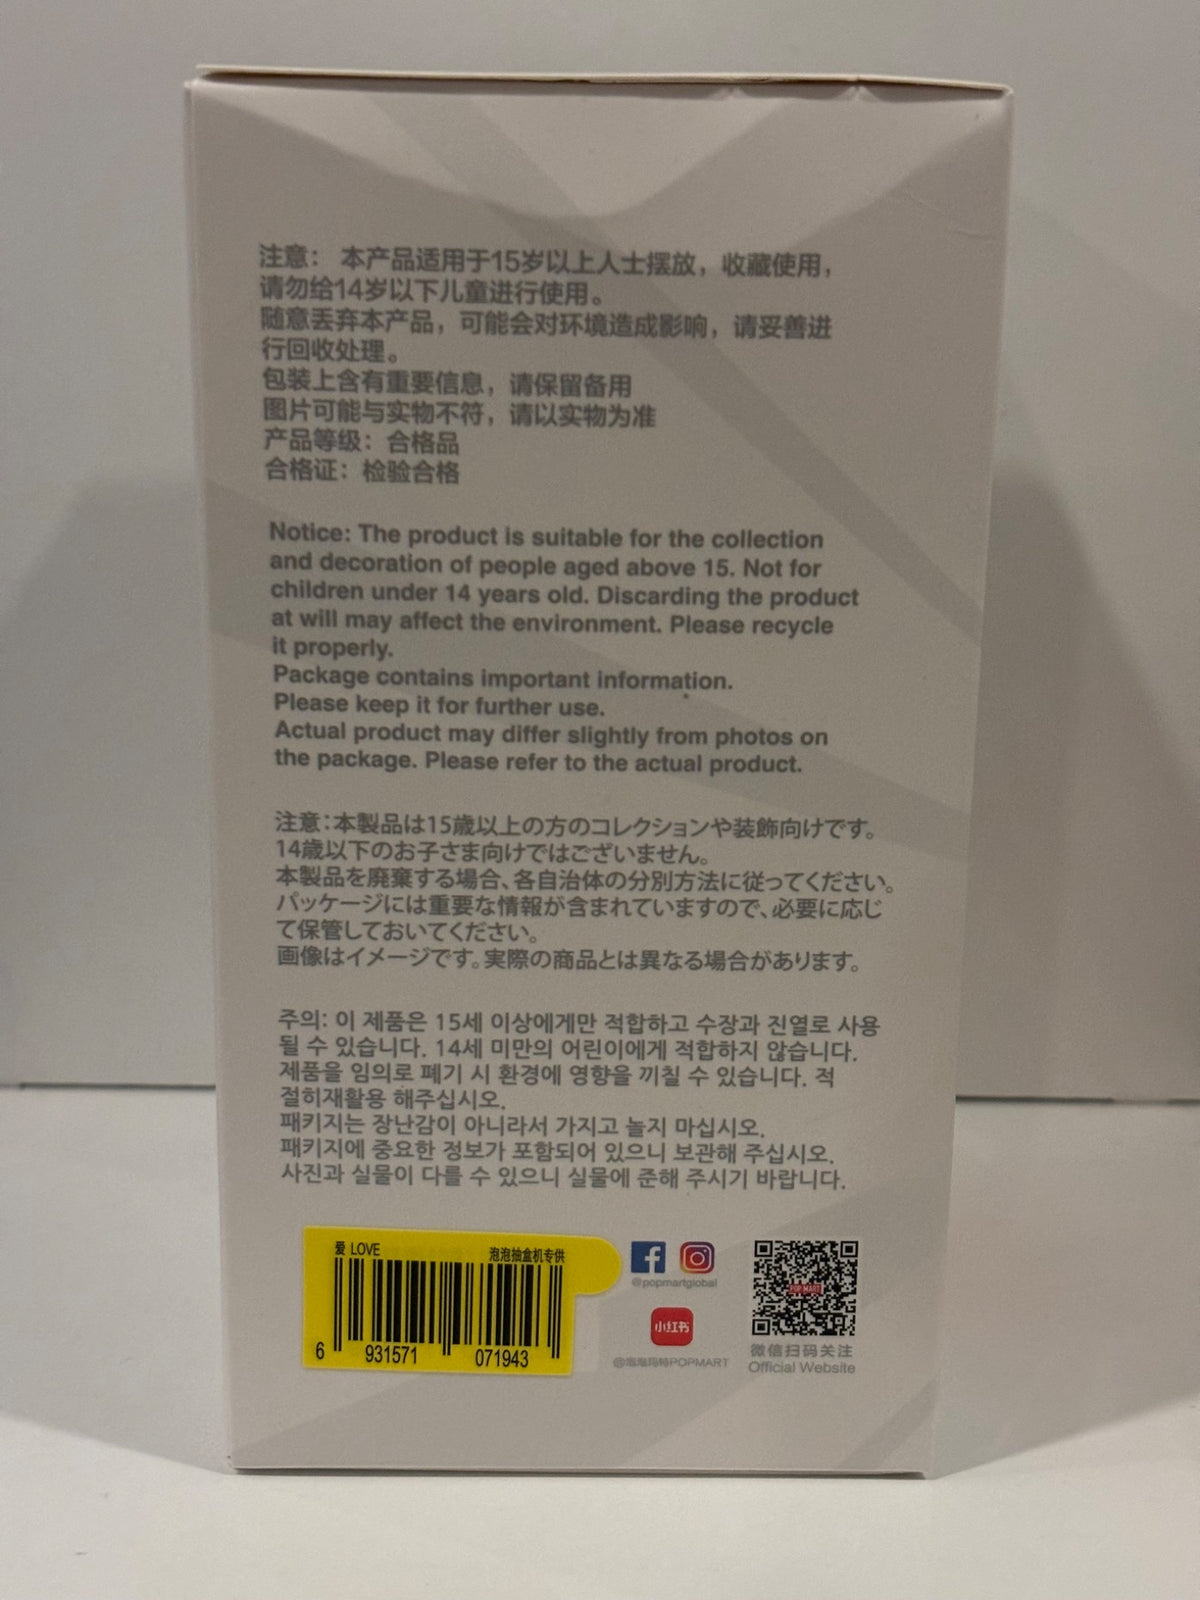 注意： 本产品适用于15岁以上人士摆放，收藏使用，
请勿给14岁以下儿童进行使用。
随意丢弃本产品，可能会对环境造成影响，请妥善进
行回收处理。
包装上含有重要信息，请保留备用
图片可能与实物不符，请以实物为准
产品等级：合格品
合格证：检验合格
Notice: The product is suitable for the collection
and decoration of people aged above 15. Not for
children under 14 years old. Discarding the product
at will may affect the environment. Please recycle
it properly.
Package contains important information.
Please keep it for further use.
Actual product may differ slightly from photos on
the package. Please refer to the actual product.
注意：本製品は15歳以上の方のコレクションや装飾向けです。
14歳以下のお子さま向けではございません。
本製品を廃棄する場合、各自治体の分別方法に従ってください。
パッケージには重要な情報が含まれていますので、必要に応じ
て保管しておいてください。
画像はイメージです。実際の商品とは異なる場合があります。
주의: 이 제품은 15세 이상에게만 적합하고 수장과 진열로 사용
될 수 있습니다. 14세 미만의 어린이에게 적합하지 않습니다.
제품을 임의로 폐기 시 환경에 영향을 끼칠 수 있습니다. 적
절히재활용 해주십시오.
패키지는 장난감이 아니라서 가지고 놀지 마십시오.
패키지에 중요한 정보가 포함되어 있으니 보관해 주십시오.
사진과 실물이 다를 수 있으니 실물에 준해 주시기 바랍니다.
爱 LOVE 泡泡抽盒机专供
6 931571 071943
@popmartglobal
小红书
@泡泡玛特POPMART
POP MART
微信扫码关注
Official Website